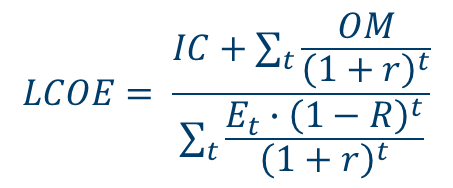 LCOE = \frac{IC + \sum_t \frac{OM}{(1 + r)^t}}{\sum_t \frac{E_t \cdot (1 - R)^t}{(1 + r)^t}}